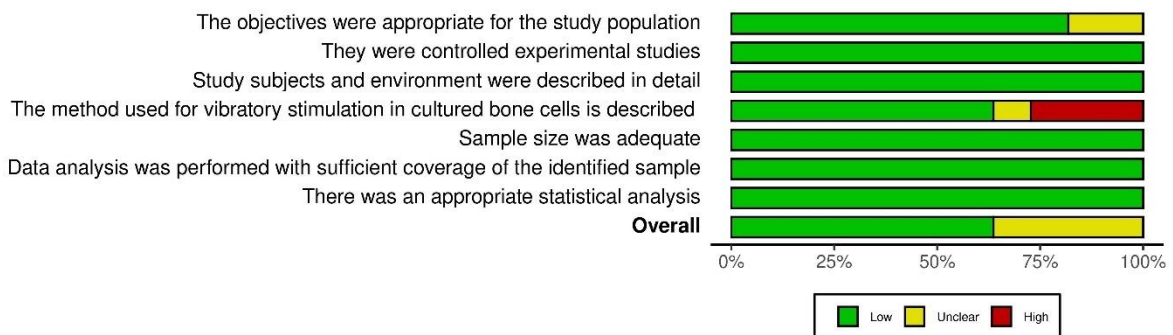 The objectives were appropriate for the study population
They were controlled experimental studies
Study subjects and environment were described in detail
The method used for vibratory stimulation in cultured bone cells is described
Sample size was adequate
Data analysis was performed with sufficient coverage of the identified sample
There was an appropriate statistical analysis
Overall
0% 25% 50% 75% 100%
Low Unclear High